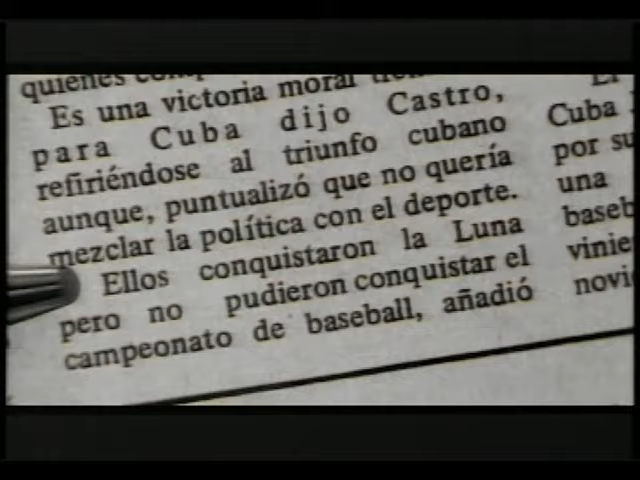 quienes
Es una victoria moral
para Cuba dijo Castro,
refiriéndose al triunfo cubano
aunque, puntualizó que no quería
mezclar la política con el deporte.
Ellos conquistaron la Luna
pero no pudieron conquistar el
campeonato de baseball, añadió
Cuba
por su
una